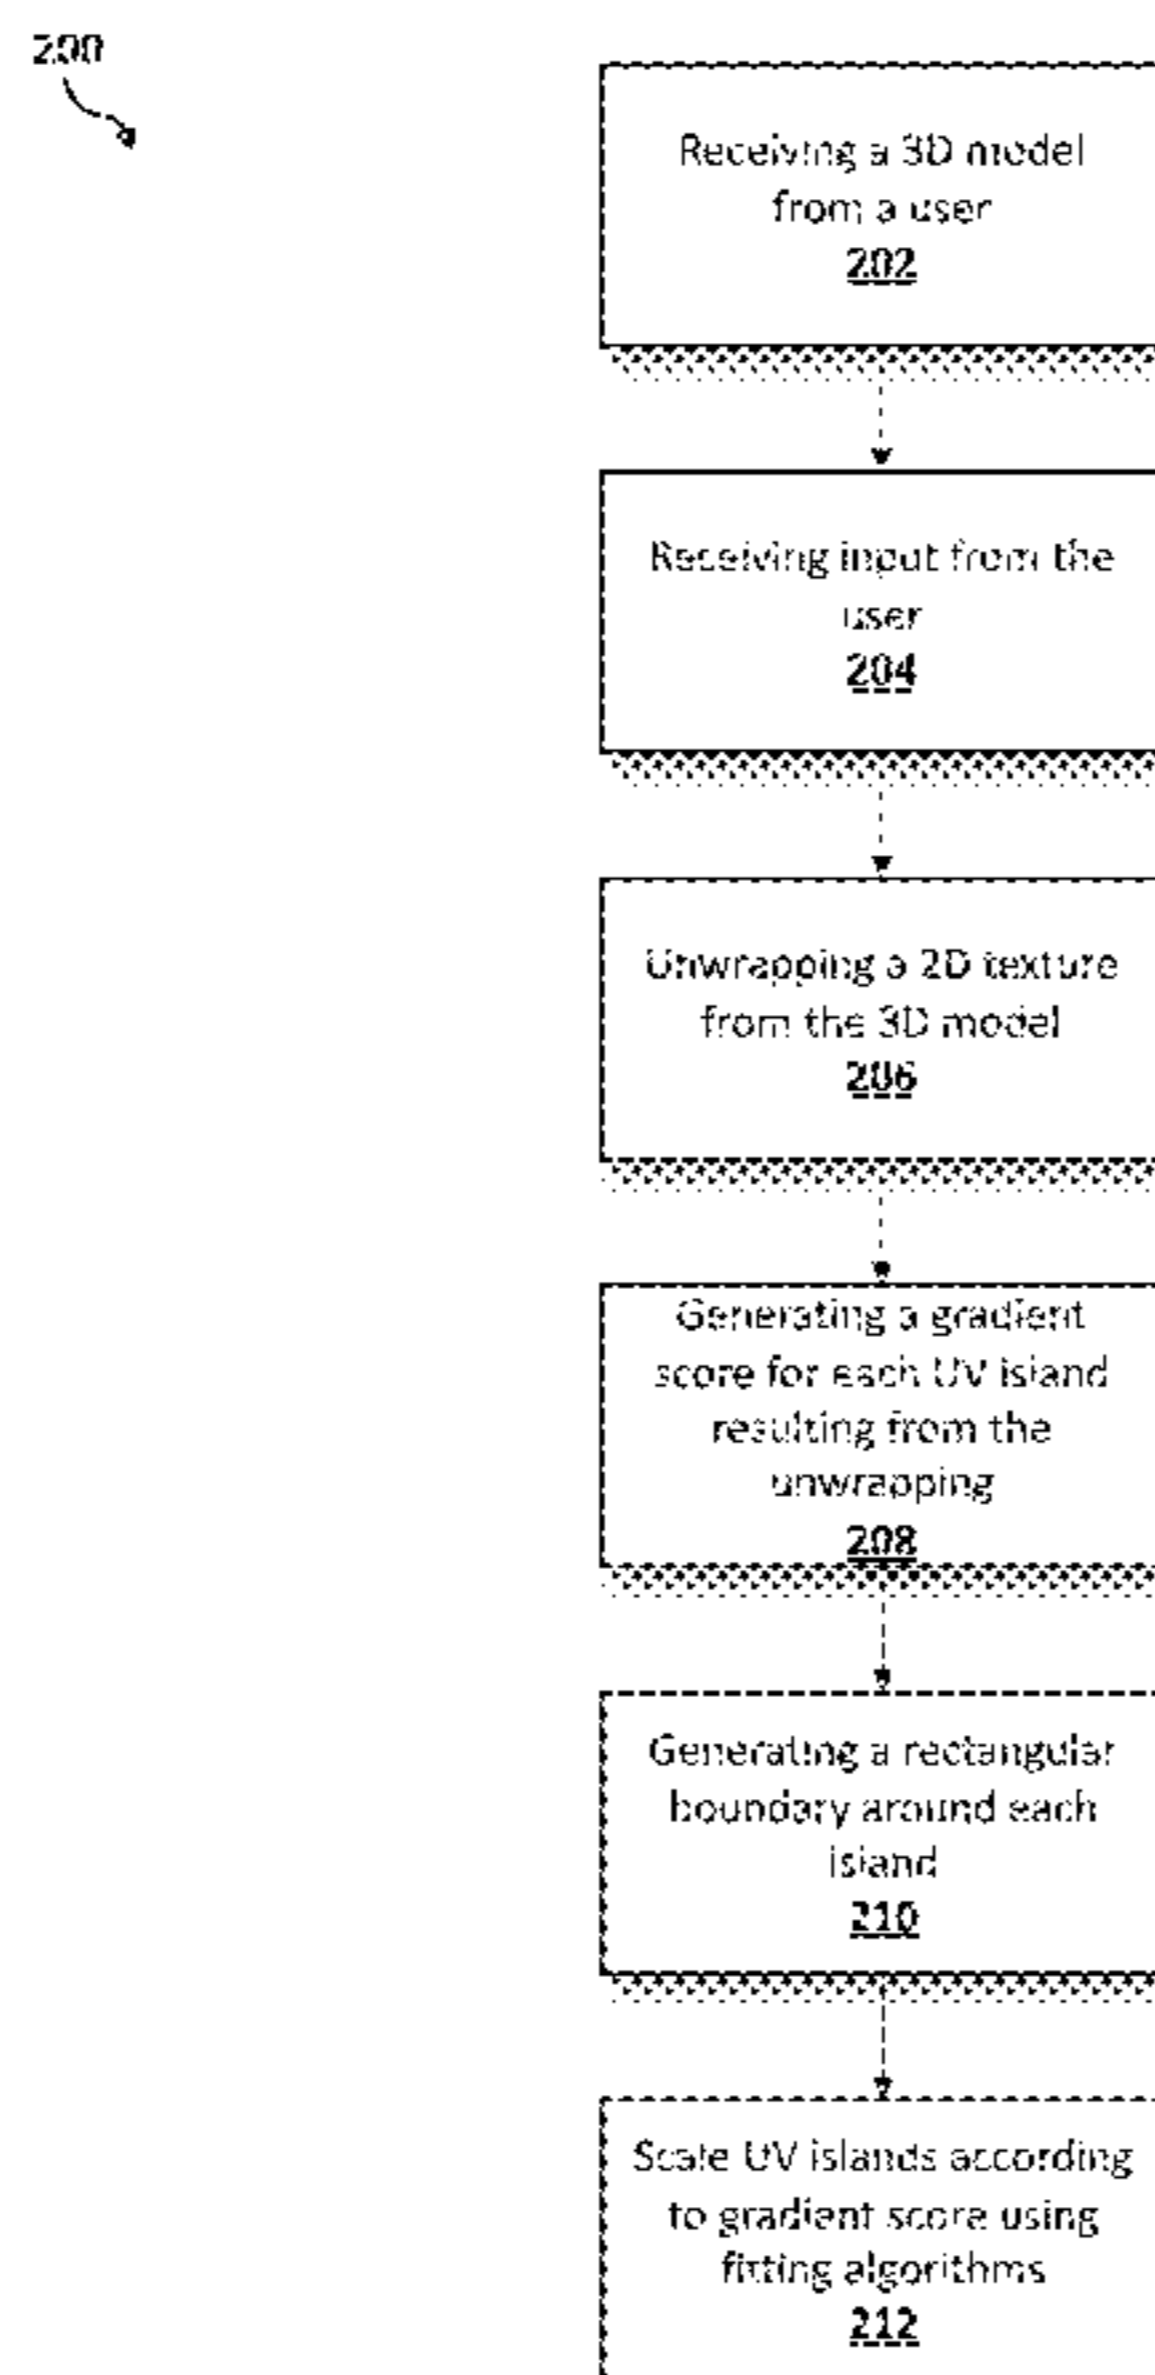 200
Receiving a 3D model
from a user
202
Receiving input from the
user
204
Unwrapping a 2D texture
from the 3D model
206
Generating a gradient
score for each UV island
resulting from the
unwrapping
208
Generating a rectangular
boundary around each
island
210
Scale UV islands according
to gradient score using
fitting algorithms
212